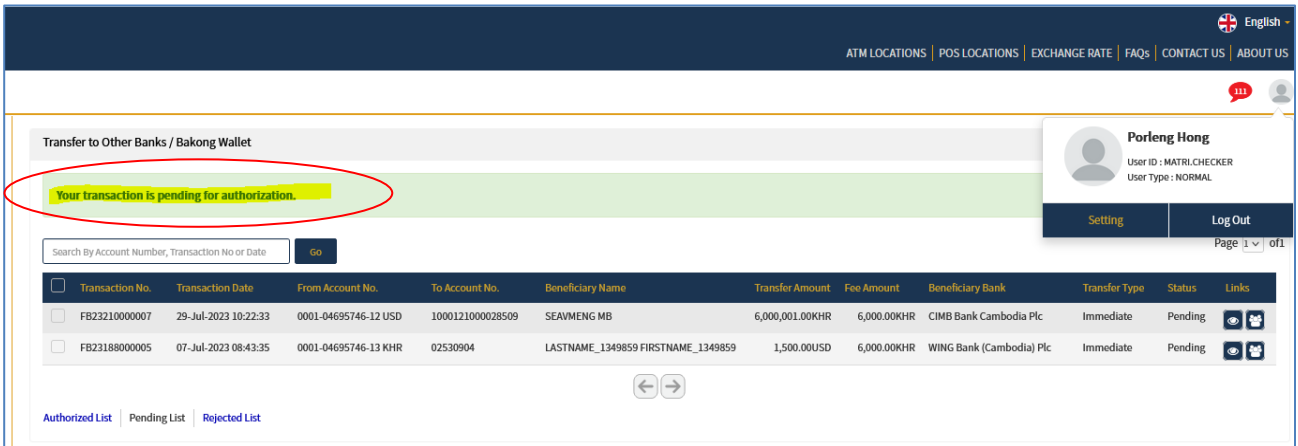 English
ATM LOCATIONS | POS LOCATIONS | EXCHANGE RATE | FAQs | CONTACT US | ABOUT US
111
Transfer to Other Banks / Bakong Wallet
Porleng Hong
User ID : MATRI.CHECKER
User Type : NORMAL
Your transaction is pending for authorization.
Setting Log Out
Search By Account Number, Transaction No or Date Go
Page 1 of1
Transaction No. Transaction Date From Account No. To Account No. Beneficiary Name Transfer Amount Fee Amount Beneficiary Bank Transfer Type Status Links
FB23210000007 29-Jul-2023 10:22:33 0001-04695746-12 USD 1000121000028509 SEAVMENG MB 6,000,001.00KHR 6,000.00KHR CIMB Bank Cambodia Plc Immediate Pending
FB23188000005 07-Jul-2023 08:43:35 0001-04695746-13 KHR 02530904 LASTNAME_1349859 FIRSTNAME_1349859 1,500.00USD 6,000.00KHR WING Bank (Cambodia) Plc Immediate Pending
Authorized List | Pending List | Rejected List